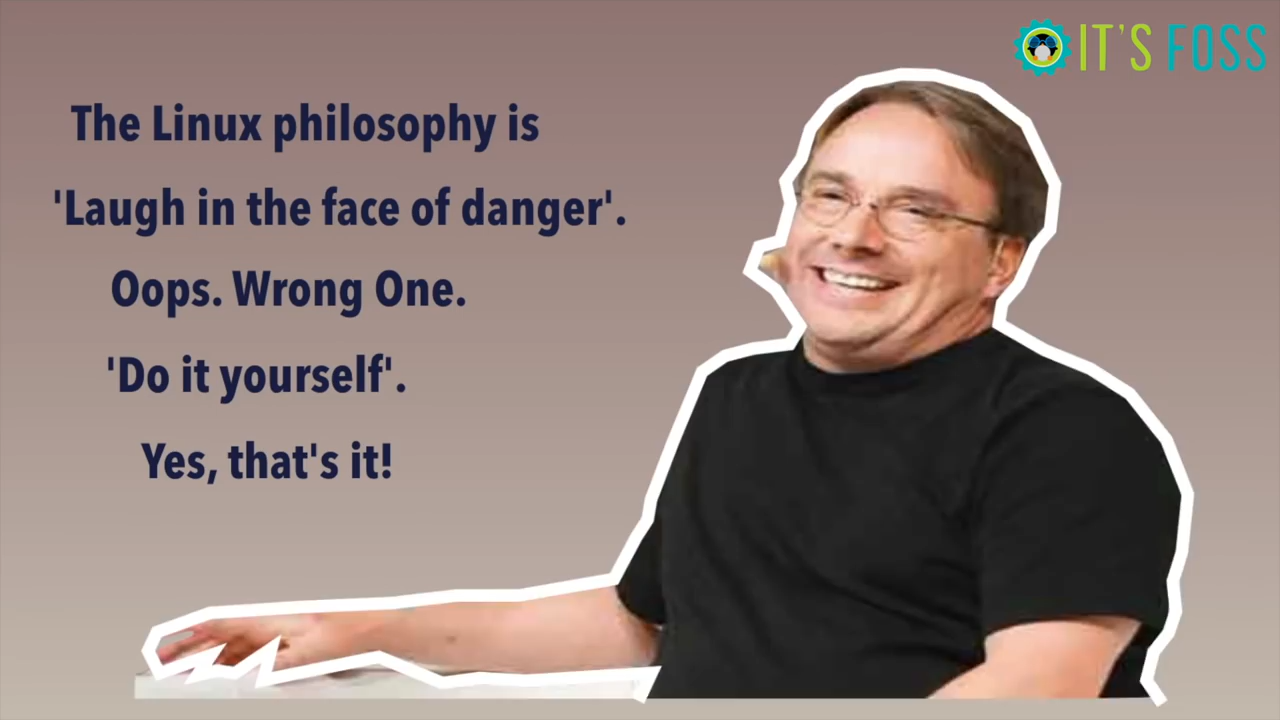 IT'S FOSS
The Linux philosophy is
'Laugh in the face of danger'.
Oops. Wrong One.
'Do it yourself'.
Yes, that's it!